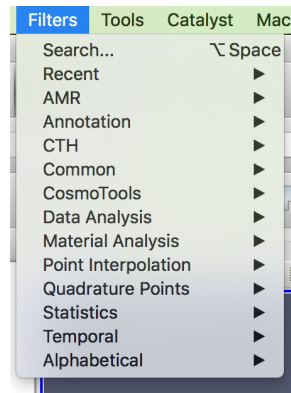 Filters Tools Catalyst Mac
Search... ⌥ Space
Recent
AMR
Annotation
CTH
Common
CosmoTools
Data Analysis
Material Analysis
Point Interpolation
Quadrature Points
Statistics
Temporal
Alphabetical